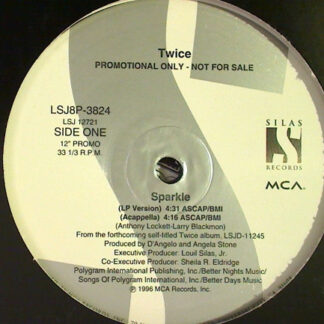 Twice
PROMOTIONAL ONLY - NOT FOR SALE
LSJ8P-3824
LSJ 12721
SIDE ONE
12" PROMO
33 1/3 R.P.M.
SILAS
S
RECORDS
MCA.
Sparkle
(LP Version) 4:31 ASCAP/BMI
(Acappella) 4:16 ASCAP/BMI
(Anthony Lockett-Larry Blackmon)
From the forthcoming self-titled Twice album, LSJD-11245
Produced by D'Angelo and Angela Stone
Executive Producer: Louil Silas, Jr.
Co-Executive Producer: Sheila R. Eldridge
Polygram International Publishing, Inc./Better Nights Music/
Songs Of Polygram International, Inc./Better Days Music
℗ 1996 MCA Records, Inc.